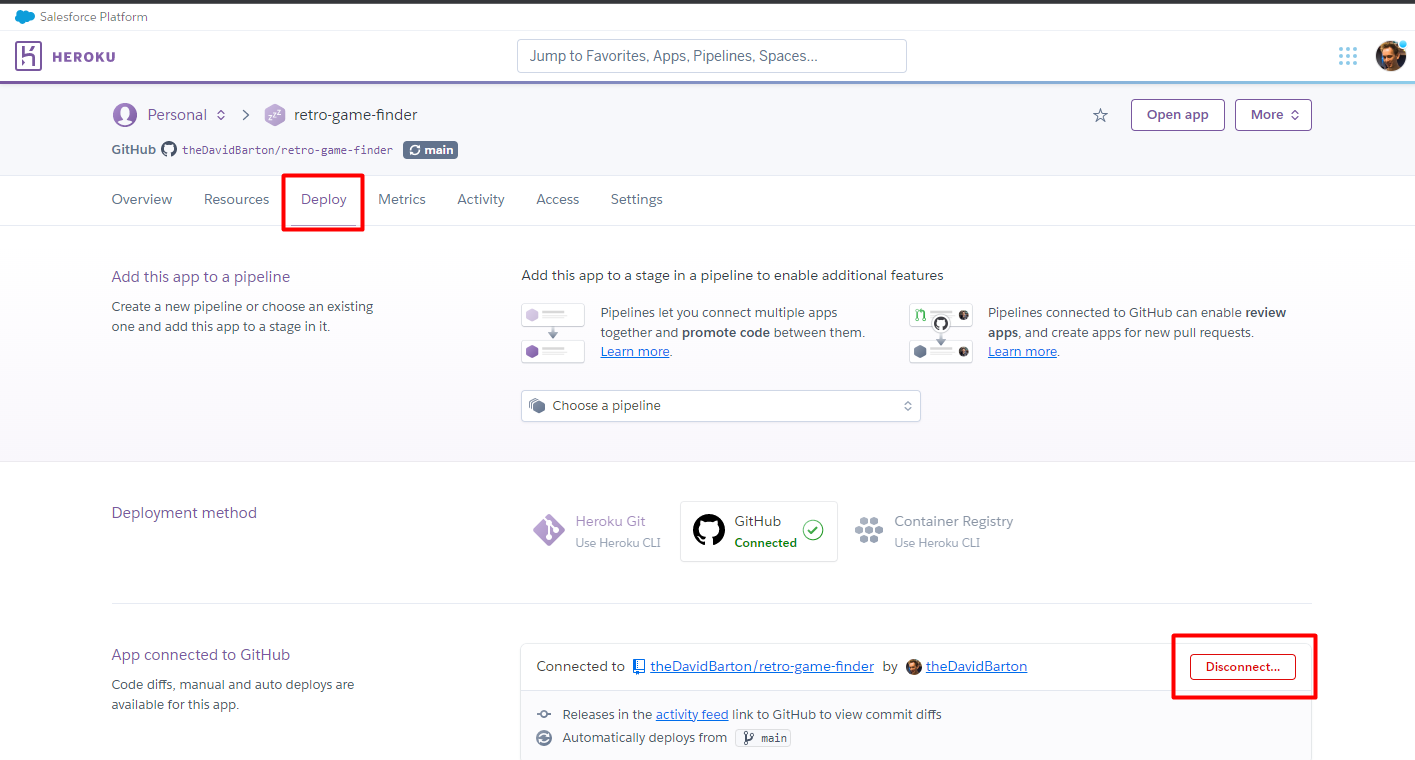 Salesforce Platform
HEROKU
Jump to Favorites, Apps, Pipelines, Spaces...
Personal
retro-game-finder
Open app
More
GitHub theDavidBarton/retro-game-finder main
Overview Resources Deploy Metrics Activity Access Settings
Add this app to a pipeline
Create a new pipeline or choose an existing
one and add this app to a stage in it.
Add this app to a stage in a pipeline to enable additional features
Pipelines let you connect multiple apps
together and promote code between them.
Learn more.
Pipelines connected to GitHub can enable review
apps, and create apps for new pull requests.
Learn more.
Choose a pipeline
Deployment method
Heroku Git
Use Heroku CLI
GitHub
Connected
Container Registry
Use Heroku CLI
App connected to GitHub
Code diffs, manual and auto deploys are
available for this app.
Connected to theDavidBarton/retro-game-finder by theDavidBarton
Disconnect...
Releases in the activity feed link to GitHub to view commit diffs
Automatically deploys from main